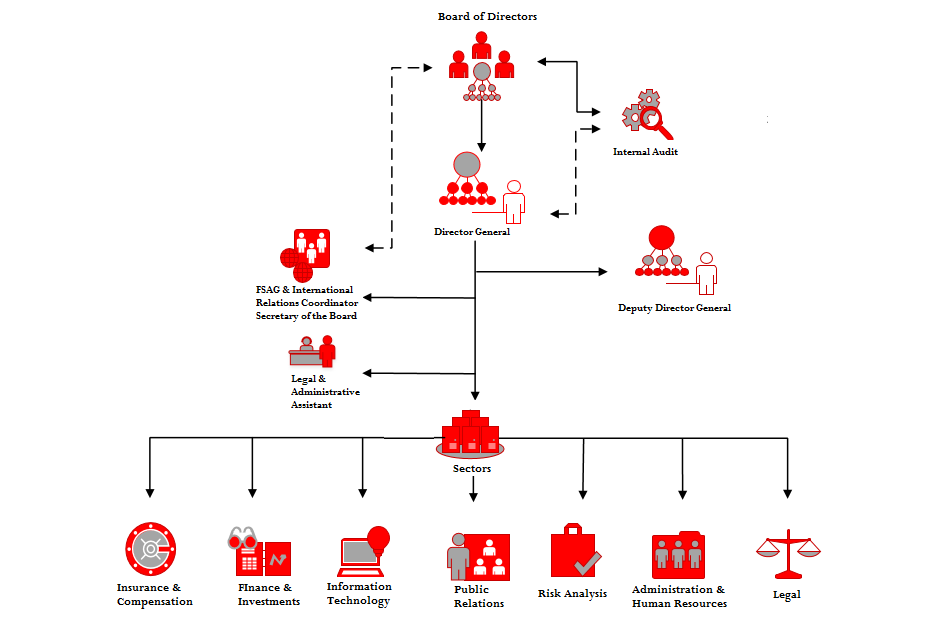 Board of Directors
Internal Audit
Director General
FSAG & International
Relations Coordinator
Secretary of the Board
Deputy Director General
Legal &
Administrative
Assistant
Sectors
Insurance &
Compensation
FInance &
Investments
Information
Technology
Public
Relations
Risk Analysis
Administration &
Human Resources
Legal